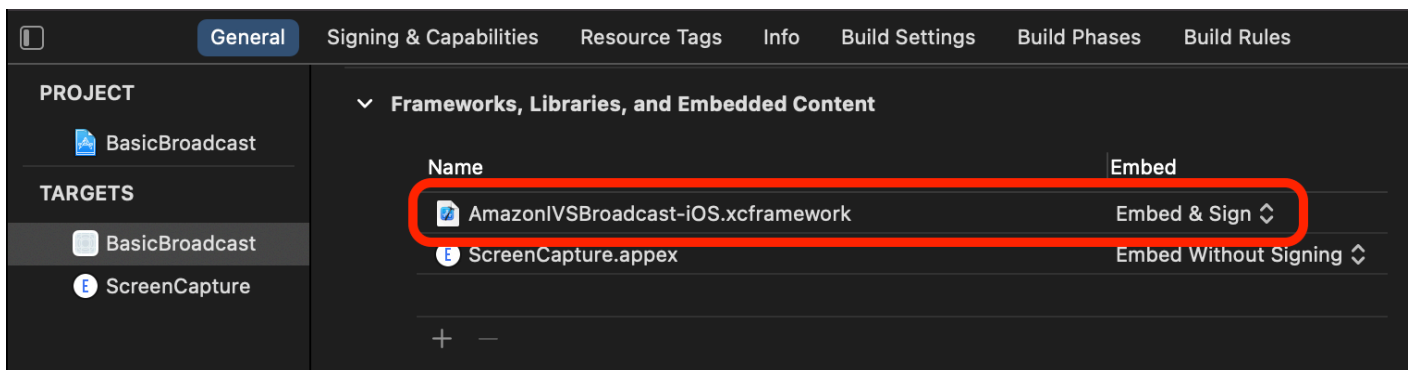 General Signing & Capabilities Resource Tags Info Build Settings Build Phases Build Rules
PROJECT
BasicBroadcast
TARGETS
BasicBroadcast
E ScreenCapture
Frameworks, Libraries, and Embedded Content
Name Embed
AmazonIVSBroadcast-iOS.xcframework Embed & Sign
E ScreenCapture.appex Embed Without Signing